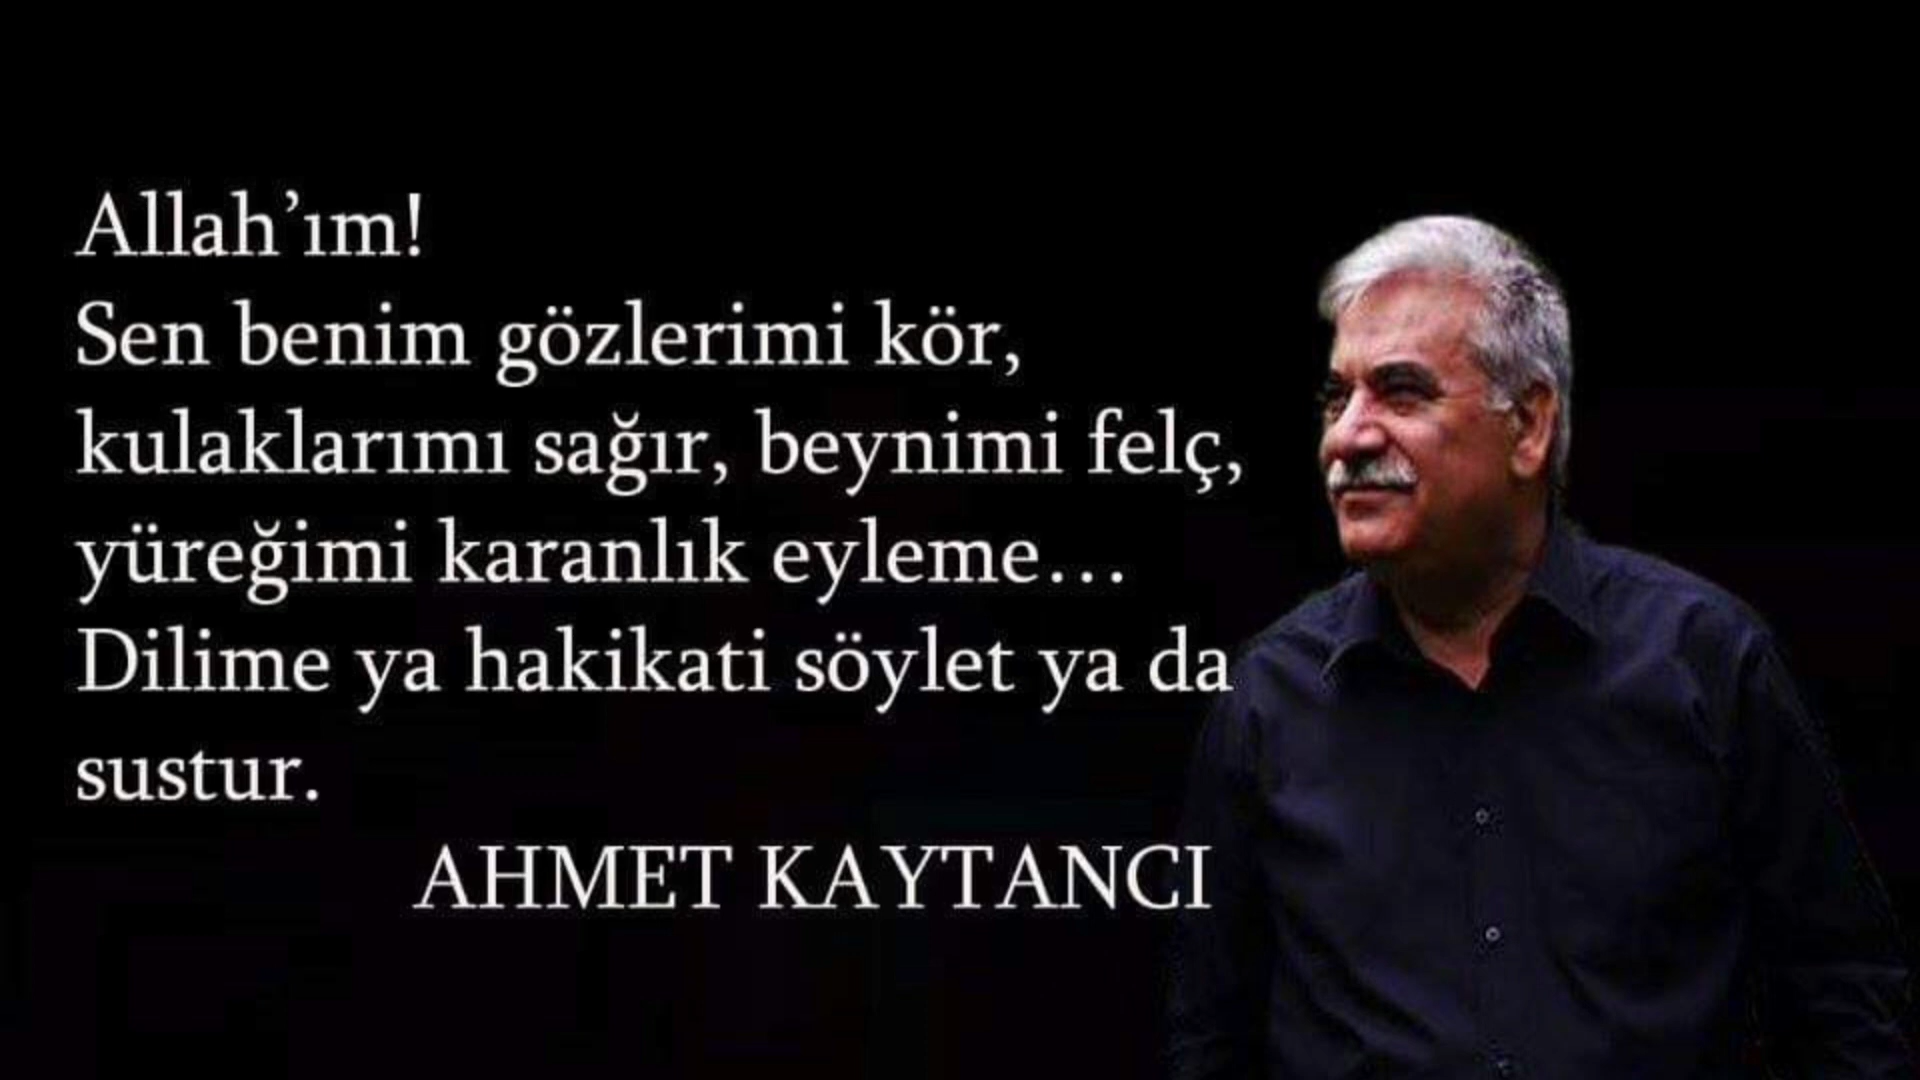 Allah’ım!
Sen benim gözlerimi kör,
kulaklarımı sağır, beynimi felç,
yüreğimi karanlık eyleme…
Dilime ya hakikati söylet ya da
sustur.
AHMET KAYTANCI